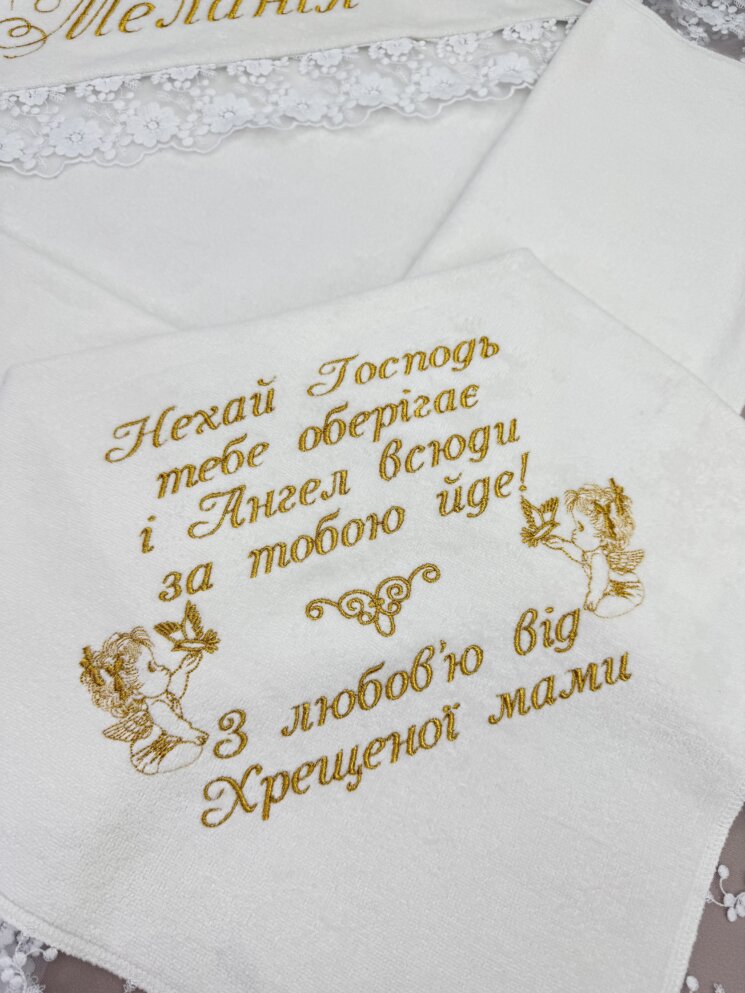 Меланія
Нехай Господь
тебе оберігає
і Ангел всюди
за тобою йде!
З любов'ю від
Хрещеної мами